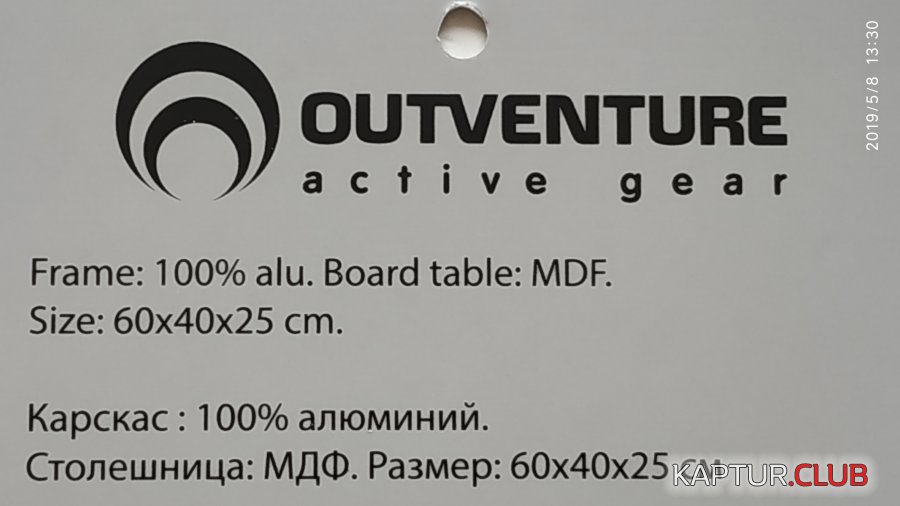 OUTVENTURE
active gear
2019/5/8 13:30
Frame: 100% alu. Board table: MDF.
Size: 60x40x25 cm.
Карскас : 100% алюминий.
Столешница: МДФ. Размер: 60x40x25 см.
KAPTUR.CLUB